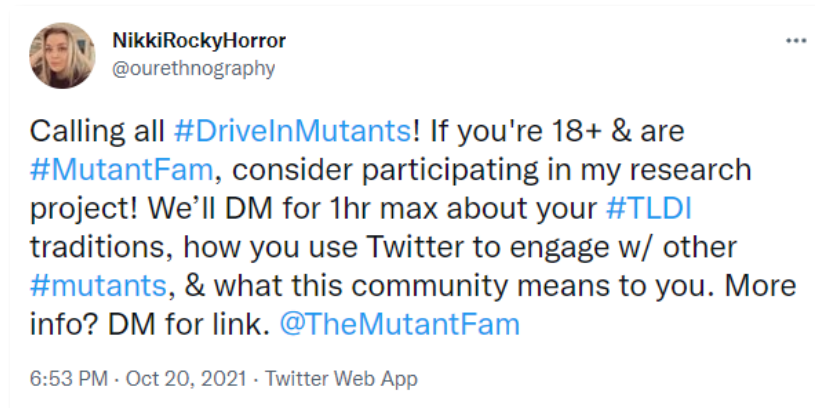 NikkiRockyHorror
@ourethnography
Calling all #DriveInMutants! If you're 18+ & are
#MutantFam, consider participating in my research
project! We’ll DM for 1hr max about your #TLDI
traditions, how you use Twitter to engage w/ other
#mutants, & what this community means to you. More
info? DM for link. @TheMutantFam
6:53 PM · Oct 20, 2021 · Twitter Web App